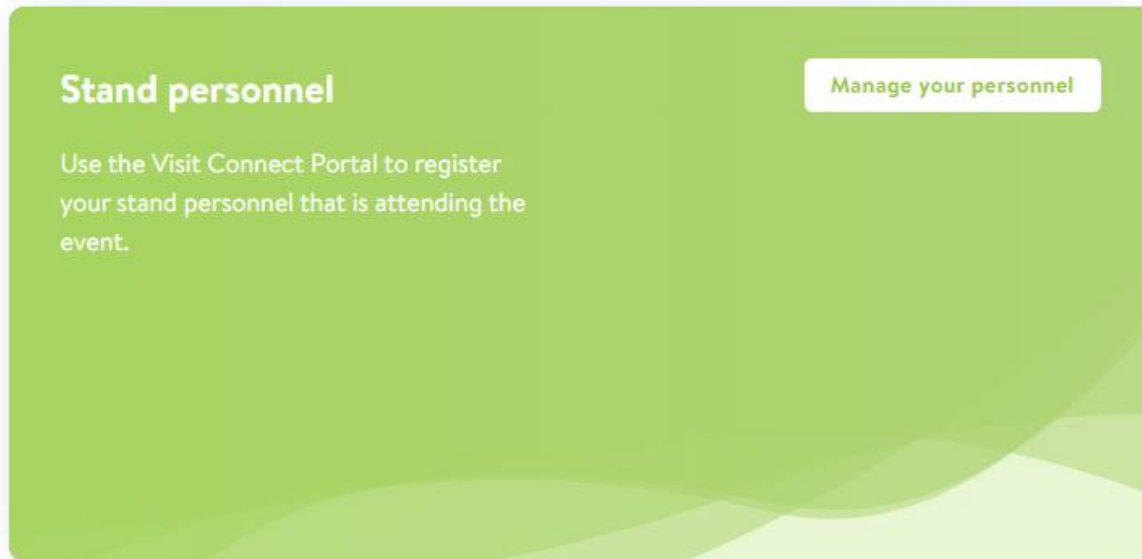 Stand personnel
Manage your personnel
Use the Visit Connect Portal to register
your stand personnel that is attending the
event.